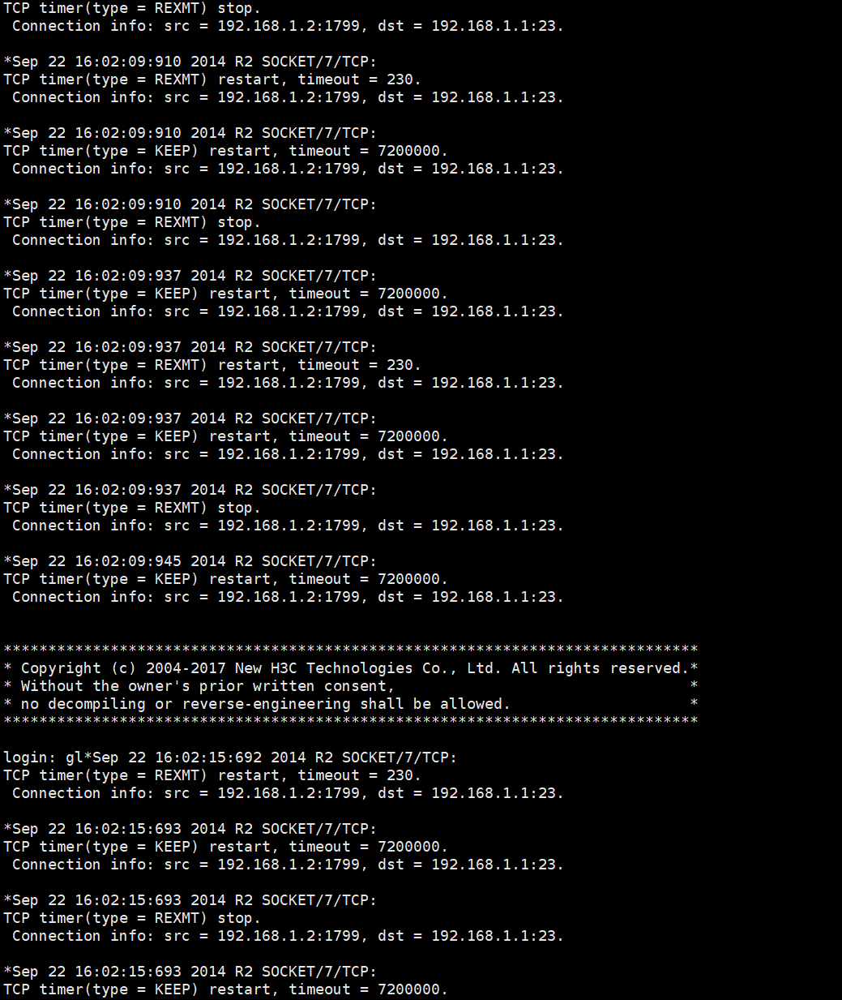 TCP timer(type = REXMT) stop.
Connection info: src = 192.168.1.2:1799, dst = 192.168.1.1:23.
*Sep 22 16:02:09:910 2014 R2 SOCKET/7/TCP:
TCP timer(type = REXMT) restart, timeout = 230.
Connection info: src = 192.168.1.2:1799, dst = 192.168.1.1:23.
*Sep 22 16:02:09:910 2014 R2 SOCKET/7/TCP:
TCP timer(type = KEEP) restart, timeout = 7200000.
Connection info: src = 192.168.1.2:1799, dst = 192.168.1.1:23.
*Sep 22 16:02:09:910 2014 R2 SOCKET/7/TCP:
TCP timer(type = REXMT) stop.
Connection info: src = 192.168.1.2:1799, dst = 192.168.1.1:23.
*Sep 22 16:02:09:937 2014 R2 SOCKET/7/TCP:
TCP timer(type = KEEP) restart, timeout = 7200000.
Connection info: src = 192.168.1.2:1799, dst = 192.168.1.1:23.
*Sep 22 16:02:09:937 2014 R2 SOCKET/7/TCP:
TCP timer(type = REXMT) restart, timeout = 230.
Connection info: src = 192.168.1.2:1799, dst = 192.168.1.1:23.
*Sep 22 16:02:09:937 2014 R2 SOCKET/7/TCP:
TCP timer(type = KEEP) restart, timeout = 7200000.
Connection info: src = 192.168.1.2:1799, dst = 192.168.1.1:23.
*Sep 22 16:02:09:937 2014 R2 SOCKET/7/TCP:
TCP timer(type = REXMT) stop.
Connection info: src = 192.168.1.2:1799, dst = 192.168.1.1:23.
*Sep 22 16:02:09:945 2014 R2 SOCKET/7/TCP:
TCP timer(type = KEEP) restart, timeout = 7200000.
Connection info: src = 192.168.1.2:1799, dst = 192.168.1.1:23.
******************************************************************************
* Copyright (c) 2004-2017 New H3C Technologies Co., Ltd. All rights reserved.*
* Without the owner's prior written consent,                                 *
* no decompiling or reverse-engineering shall be allowed.                    *
******************************************************************************
login: gl*Sep 22 16:02:15:692 2014 R2 SOCKET/7/TCP:
TCP timer(type = REXMT) restart, timeout = 230.
Connection info: src = 192.168.1.2:1799, dst = 192.168.1.1:23.
*Sep 22 16:02:15:693 2014 R2 SOCKET/7/TCP:
TCP timer(type = KEEP) restart, timeout = 7200000.
Connection info: src = 192.168.1.2:1799, dst = 192.168.1.1:23.
*Sep 22 16:02:15:693 2014 R2 SOCKET/7/TCP:
TCP timer(type = REXMT) stop.
Connection info: src = 192.168.1.2:1799, dst = 192.168.1.1:23.
*Sep 22 16:02:15:693 2014 R2 SOCKET/7/TCP:
TCP timer(type = KEEP) restart, timeout = 7200000.